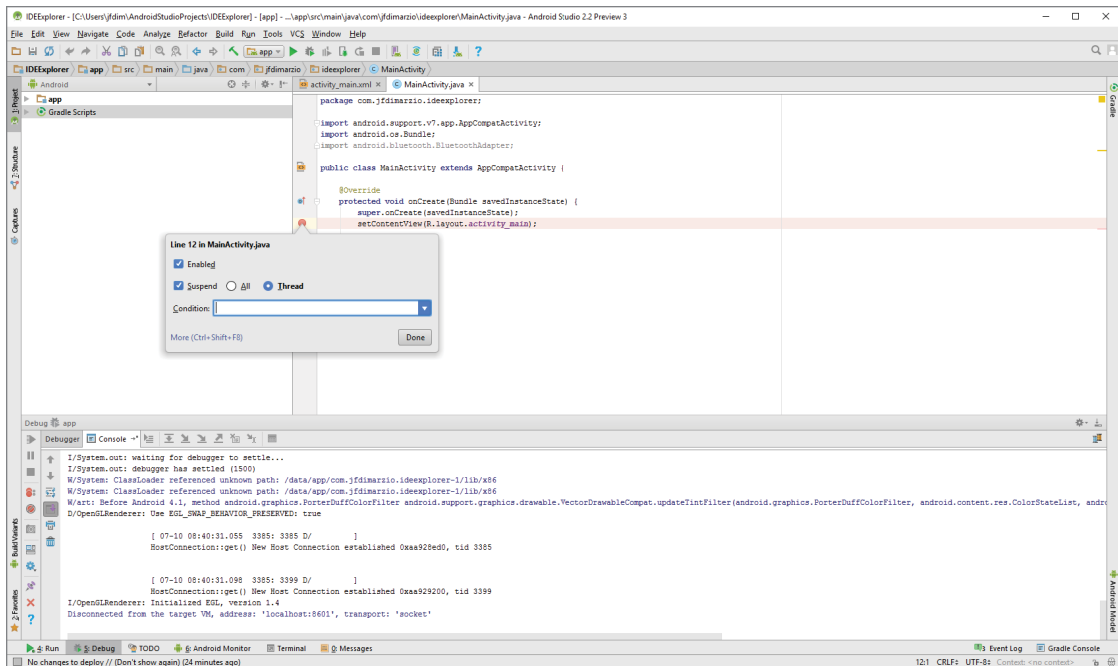 IDEExplorer - [C:\Users\jfdim\AndroidStudioProjects\IDEExplorer] - [app] - ...\app\src\main\java\com\jfdimarzio\ideexplorer\MainActivity.java - Android Studio 2.2 Preview 3
File Edit View Navigate Code Analyze Refactor Build Run Tools VCS Window Help
app
IDEExplorer app src main java com jfdimarzio ideexplorer MainActivity
Android
activity_main.xml
MainActivity.java
1: Project
2: Structure
Captures
Build Variants
2: Favorites
app
Gradle Scripts
package com.jfdimarzio.ideexplorer;
import android.support.v7.app.AppCompatActivity;
import android.os.Bundle;
import android.bluetooth.BluetoothAdapter;
public class MainActivity extends AppCompatActivity {
@Override
protected void onCreate(Bundle savedInstanceState) {
super.onCreate(savedInstanceState);
setContentView(R.layout.activity_main);
Line 12 in MainActivity.java
Enabled
Suspend All Thread
Condition:
More (Ctrl+Shift+F8) Done
Gradle
Android Model
Debug app
Debugger Console
I/System.out: waiting for debugger to settle...
I/System.out: debugger has settled (1500)
W/System: ClassLoader referenced unknown path: /data/app/com.jfdimarzio.ideexplorer-1/lib/x86
W/System: ClassLoader referenced unknown path: /data/app/com.jfdimarzio.ideexplorer-1/lib/x86
W/art: Before Android 4.1, method android.graphics.PorterDuffColorFilter android.support.graphics.drawable.VectorDrawableCompat.updateTintFilter(android.graphics.PorterDuffColorFilter, android.content.res.ColorStateList, andro
D/OpenGLRenderer: Use EGL_SWAP_BEHAVIOR_PRESERVED: true
[ 07-10 08:40:31.055 3385: 3385 D/ ]
HostConnection::get() New Host Connection established 0xaa928ed0, tid 3385
[ 07-10 08:40:31.098 3385: 3399 D/ ]
HostConnection::get() New Host Connection established 0xaa929200, tid 3399
I/OpenGLRenderer: Initialized EGL, version 1.4
Disconnected from the target VM, address: 'localhost:8601', transport: 'socket'
4: Run 5: Debug TODO 6: Android Monitor Terminal 0: Messages 3 Event Log Gradle Console
No changes to deploy // (Don't show again) (24 minutes ago) 12:1 CRLF÷ UTF-8÷ Context: <no context>